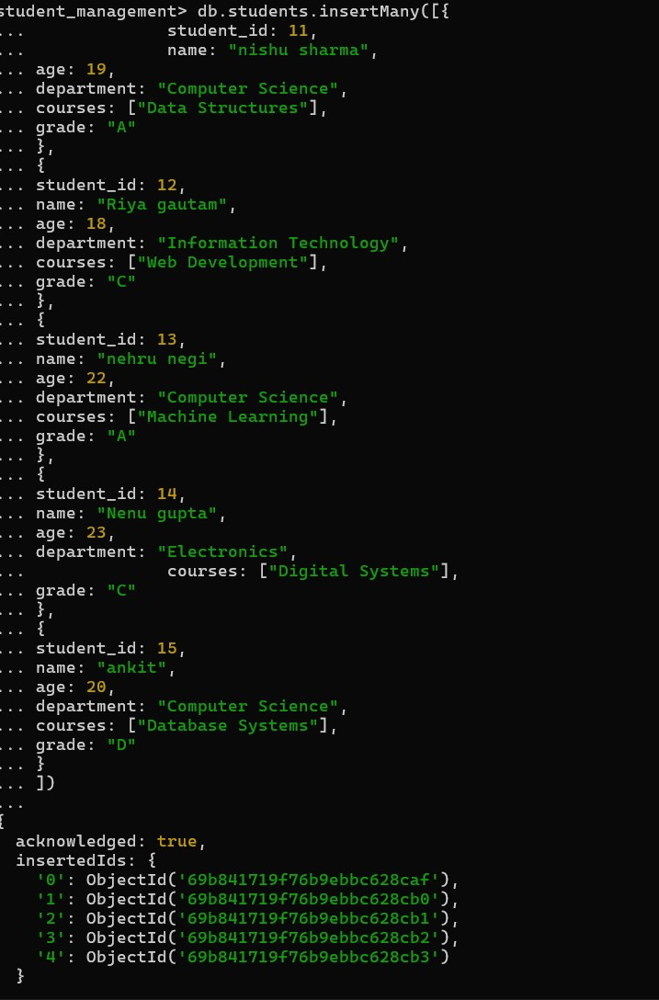 student_management> db.students.insertMany([{
... student_id: 11,
... name: "nishu sharma",
... age: 19,
... department: "Computer Science",
... courses: ["Data Structures"],
... grade: "A"
... },
... {
... student_id: 12,
... name: "Riya gautam",
... age: 18,
... department: "Information Technology",
... courses: ["Web Development"],
... grade: "C"
... },
... {
... student_id: 13,
... name: "nehru negi",
... age: 22,
... department: "Computer Science",
... courses: ["Machine Learning"],
... grade: "A"
... },
... {
... student_id: 14,
... name: "Nenu gupta",
... age: 23,
... department: "Electronics",
... courses: ["Digital Systems"],
... grade: "C"
... },
... {
... student_id: 15,
... name: "ankit",
... age: 20,
... department: "Computer Science",
... courses: ["Database Systems"],
... grade: "D"
... }
... ])
...
{
acknowledged: true,
insertedIds: {
'0': ObjectId('69b841719f76b9ebbc628caf'),
'1': ObjectId('69b841719f76b9ebbc628cb0'),
'2': ObjectId('69b841719f76b9ebbc628cb1'),
'3': ObjectId('69b841719f76b9ebbc628cb2'),
'4': ObjectId('69b841719f76b9ebbc628cb3')
}